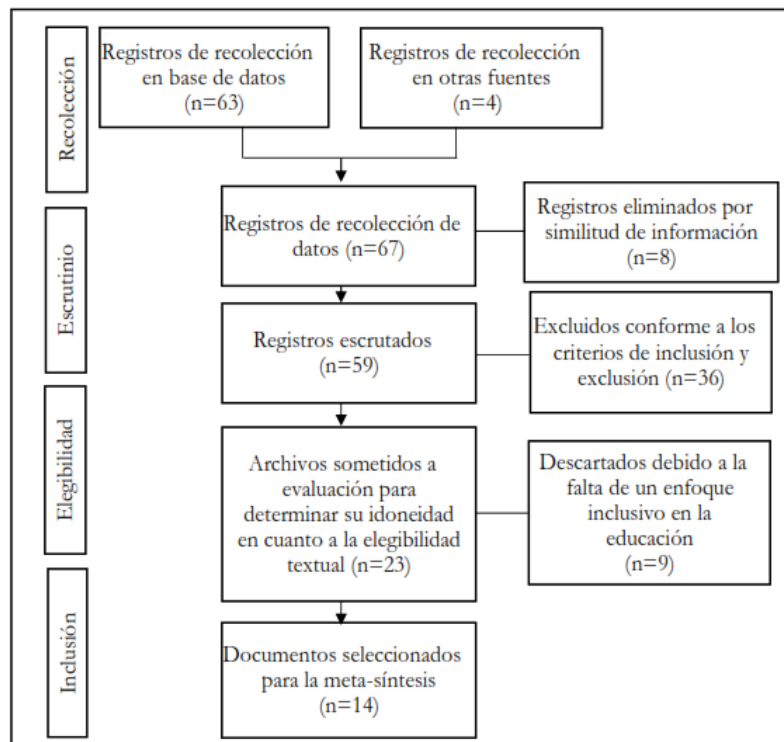 Recolección
Registros de recolección
en base de datos
(n=63)
Registros de recolección
en otras fuentes
(n=4)
Registros de recolección de
datos (n=67)
Registros eliminados por
similitud de información
(n=8)
Escrutinio
Registros escrutados
(n=59)
Excluidos conforme a los
criterios de inclusión y
exclusión (n=36)
Elegibilidad
Archivos sometidos a
evaluación para
determinar su idoneidad
en cuanto a la elegibilidad
textual (n=23)
Descartados debido a la
falta de un enfoque
inclusivo en la
educación
(n=9)
Inclusión
Documentos seleccionados
para la meta-síntesis
(n=14)